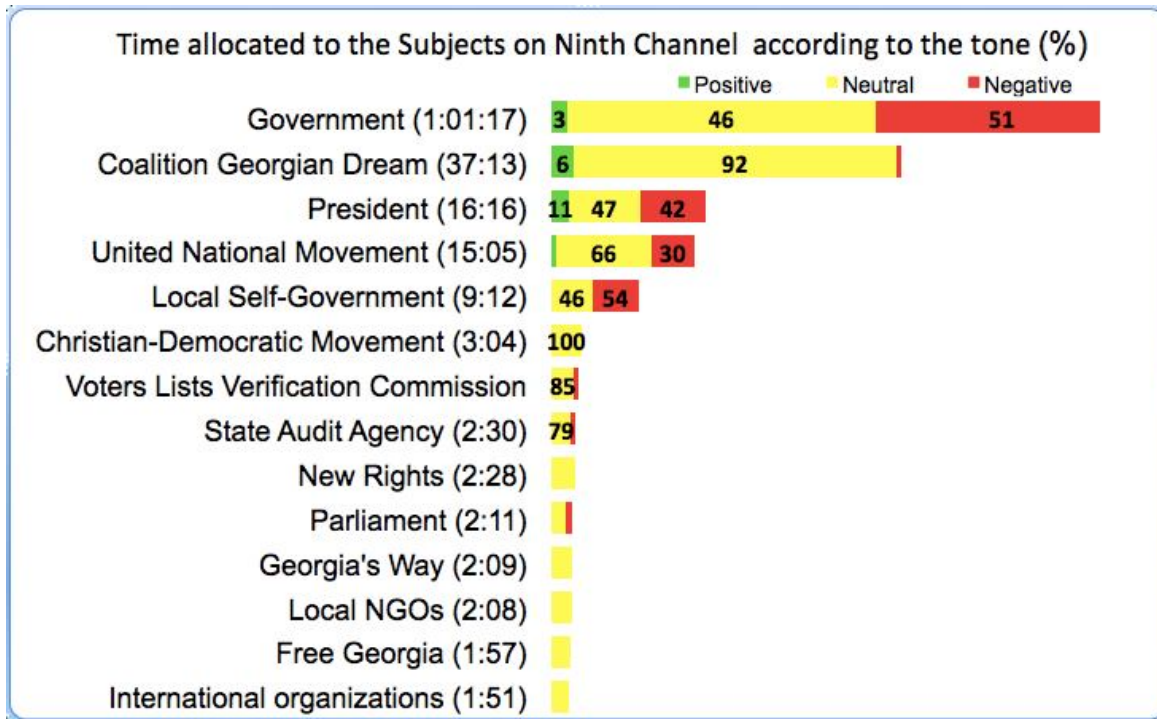 Time allocated to the Subjects on Ninth Channel according to the tone (%)
Positive Neutral Negative
Government (1:01:17) 3 46 51
Coalition Georgian Dream (37:13) 6 92
President (16:16) 11 47 42
United National Movement (15:05) 66 30
Local Self-Government (9:12) 46 54
Christian-Democratic Movement (3:04) 100
Voters Lists Verification Commission 85
State Audit Agency (2:30) 79
New Rights (2:28)
Parliament (2:11)
Georgia's Way (2:09)
Local NGOs (2:08)
Free Georgia (1:57)
International organizations (1:51)